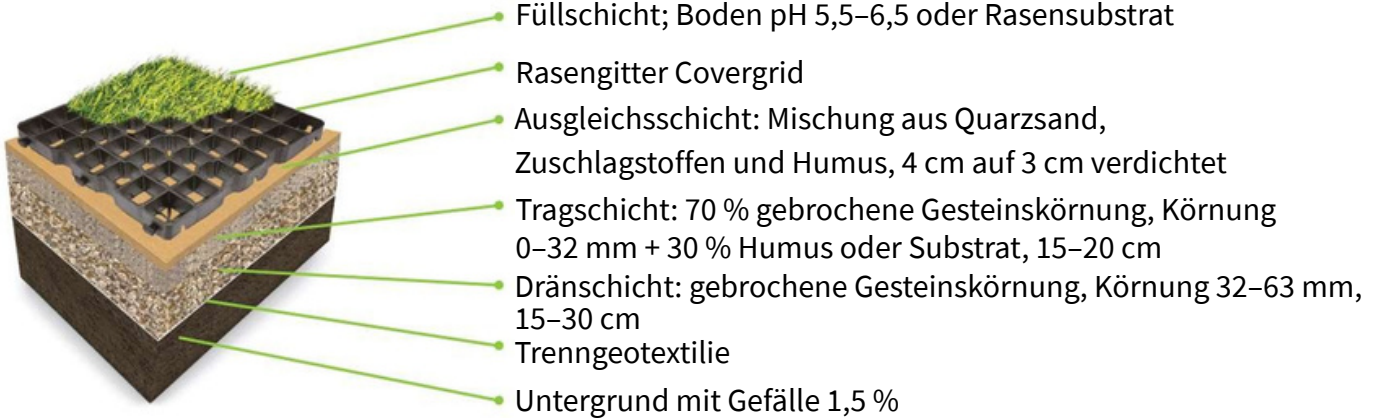 Füllschicht; Boden pH 5,5–6,5 oder Rasensubstrat
Rasengitter Covergrid
Ausgleichsschicht: Mischung aus Quarzsand,
Zuschlagstoffen und Humus, 4 cm auf 3 cm verdichtet
Tragschicht: 70 % gebrochene Gesteinskörnung, Körnung
0–32 mm + 30 % Humus oder Substrat, 15–20 cm
Dränschicht: gebrochene Gesteinskörnung, Körnung 32–63 mm,
15–30 cm
Trenngeotextilie
Untergrund mit Gefälle 1,5 %